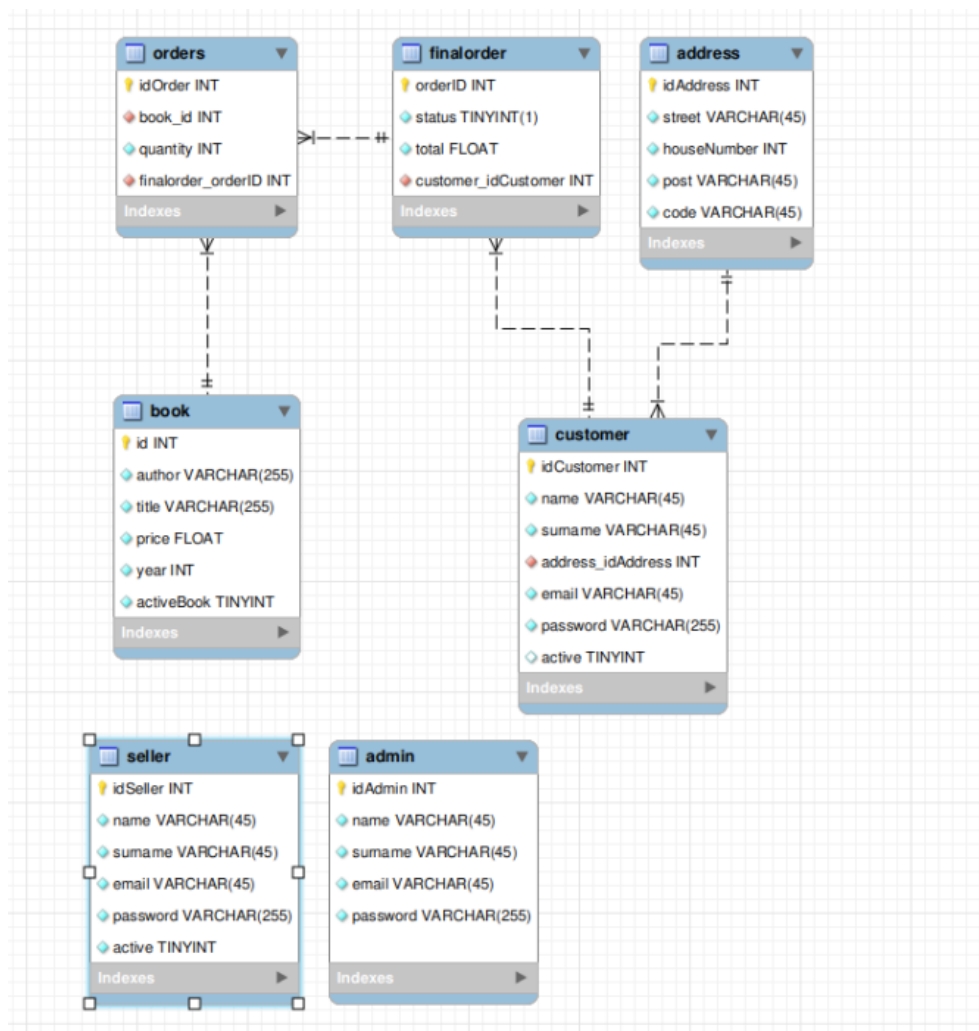 orders
idOrder INT
book_id INT
quantity INT
finalorder_orderID INT
Indexes
finalorder
orderID INT
status TINYINT(1)
total FLOAT
customer_idCustomer INT
Indexes
address
idAddress INT
street VARCHAR(45)
houseNumber INT
post VARCHAR(45)
code VARCHAR(45)
Indexes
book
id INT
author VARCHAR(255)
title VARCHAR(255)
price FLOAT
year INT
activeBook TINYINT
Indexes
customer
idCustomer INT
name VARCHAR(45)
surname VARCHAR(45)
address_idAddress INT
email VARCHAR(45)
password VARCHAR(255)
active TINYINT
Indexes
seller
idSeller INT
name VARCHAR(45)
surname VARCHAR(45)
email VARCHAR(45)
password VARCHAR(255)
active TINYINT
Indexes
admin
idAdmin INT
name VARCHAR(45)
surname VARCHAR(45)
email VARCHAR(45)
password VARCHAR(255)
Indexes